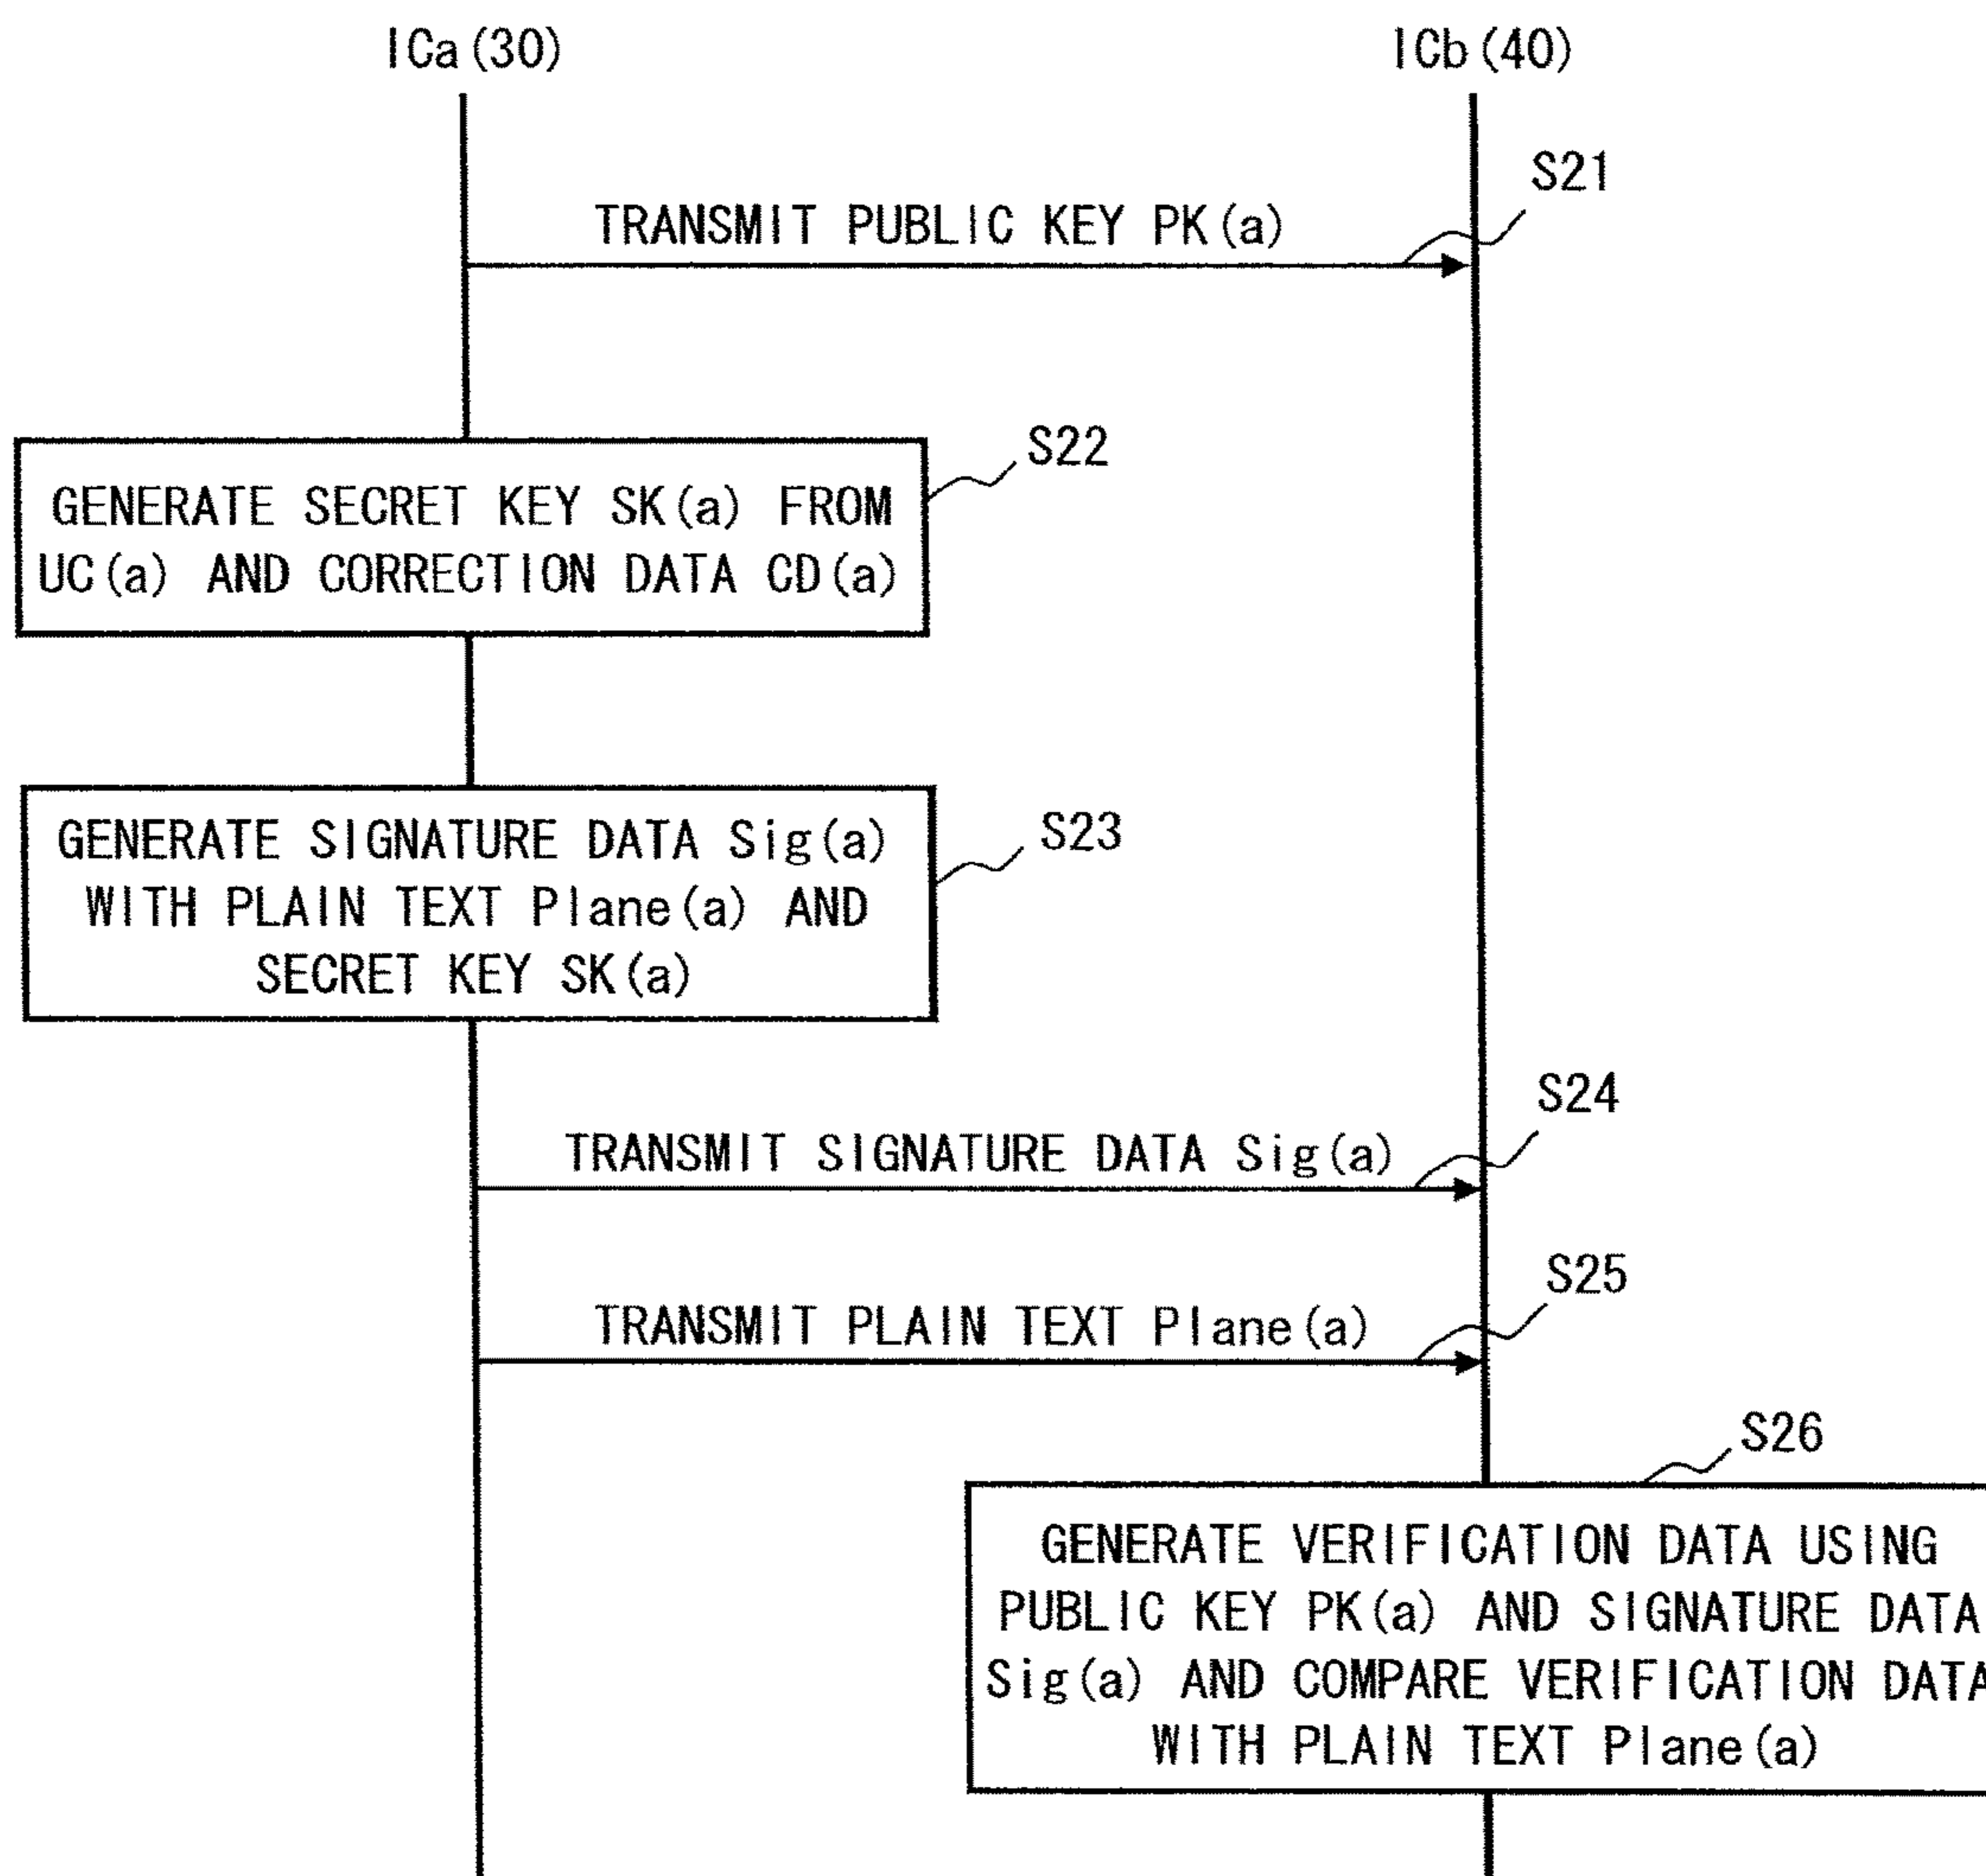 ICa(30)
ICb(40)
S21
TRANSMIT PUBLIC KEY PK(a)
S22
GENERATE SECRET KEY SK(a) FROM
UC(a) AND CORRECTION DATA CD(a)
S23
GENERATE SIGNATURE DATA Sig(a)
WITH PLAIN TEXT Plane(a) AND
SECRET KEY SK(a)
S24
TRANSMIT SIGNATURE DATA Sig(a)
S25
TRANSMIT PLAIN TEXT Plane(a)
S26
GENERATE VERIFICATION DATA USING
PUBLIC KEY PK(a) AND SIGNATURE DATA
Sig(a) AND COMPARE VERIFICATION DATA
WITH PLAIN TEXT Plane(a)